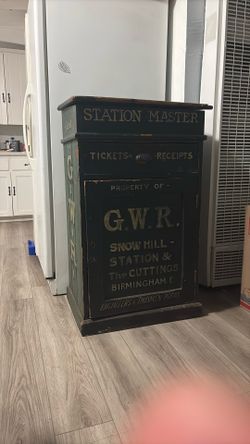 STATION MASTER
TICKETS RECEIPTS
PROPERTY OF -
G.W.R.
SNOW HILL -
STATION &
The CUTTINGS
BIRMINGHAM
G.W.R.